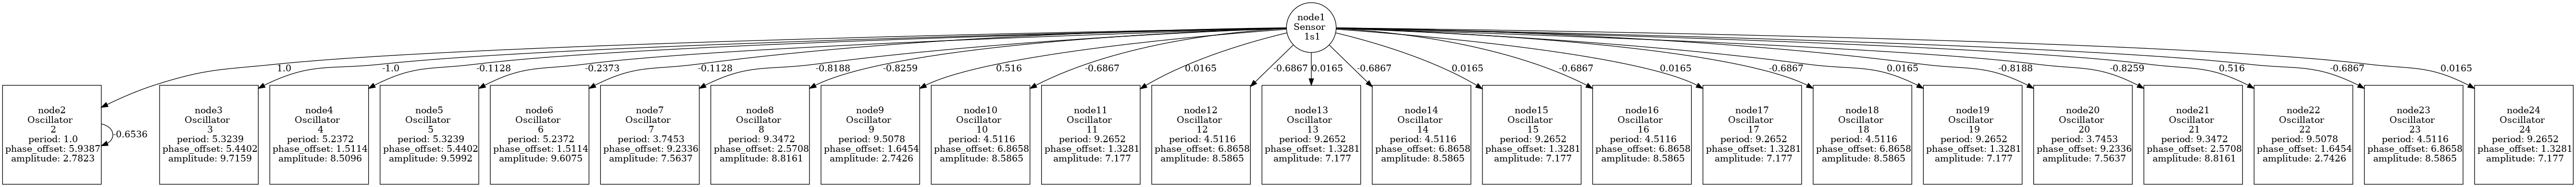 node1
Sensor
1s1
1.0
-1.0
-0.1128
-0.2373
-0.1128
-0.8188
-0.8259
0.516
-0.6867
0.0165
-0.6867
0.0165
-0.6867
0.0165
-0.6867
0.0165
-0.6867
0.0165
-0.8188
-0.8259
0.516
-0.6867
0.0165
node2
Oscillator
2
period: 1.0
phase_offset: 5.9387
amplitude: 2.7823
-0.6536
node3
Oscillator
3
period: 5.3239
phase_offset: 5.4402
amplitude: 9.7159
node4
Oscillator
4
period: 5.2372
phase_offset: 1.5114
amplitude: 8.5096
node5
Oscillator
5
period: 5.3239
phase_offset: 5.4402
amplitude: 9.5992
node6
Oscillator
6
period: 5.2372
phase_offset: 1.5114
amplitude: 9.6075
node7
Oscillator
7
period: 3.7453
phase_offset: 9.2336
amplitude: 7.5637
node8
Oscillator
8
period: 9.3472
phase_offset: 2.5708
amplitude: 8.8161
node9
Oscillator
9
period: 9.5078
phase_offset: 1.6454
amplitude: 2.7426
node10
Oscillator
10
period: 4.5116
phase_offset: 6.8658
amplitude: 8.5865
node11
Oscillator
11
period: 9.2652
phase_offset: 1.3281
amplitude: 7.177
node12
Oscillator
12
period: 4.5116
phase_offset: 6.8658
amplitude: 8.5865
node13
Oscillator
13
period: 9.2652
phase_offset: 1.3281
amplitude: 7.177
node14
Oscillator
14
period: 4.5116
phase_offset: 6.8658
amplitude: 8.5865
node15
Oscillator
15
period: 9.2652
phase_offset: 1.3281
amplitude: 7.177
node16
Oscillator
16
period: 4.5116
phase_offset: 6.8658
amplitude: 8.5865
node17
Oscillator
17
period: 9.2652
phase_offset: 1.3281
amplitude: 7.177
node18
Oscillator
18
period: 4.5116
phase_offset: 6.8658
amplitude: 8.5865
node19
Oscillator
19
period: 9.2652
phase_offset: 1.3281
amplitude: 7.177
node20
Oscillator
20
period: 3.7453
phase_offset: 9.2336
amplitude: 7.5637
node21
Oscillator
21
period: 9.3472
phase_offset: 2.5708
amplitude: 8.8161
node22
Oscillator
22
period: 9.5078
phase_offset: 1.6454
amplitude: 2.7426
node23
Oscillator
23
period: 4.5116
phase_offset: 6.8658
amplitude: 8.5865
node24
Oscillator
24
period: 9.2652
phase_offset: 1.3281
amplitude: 7.177